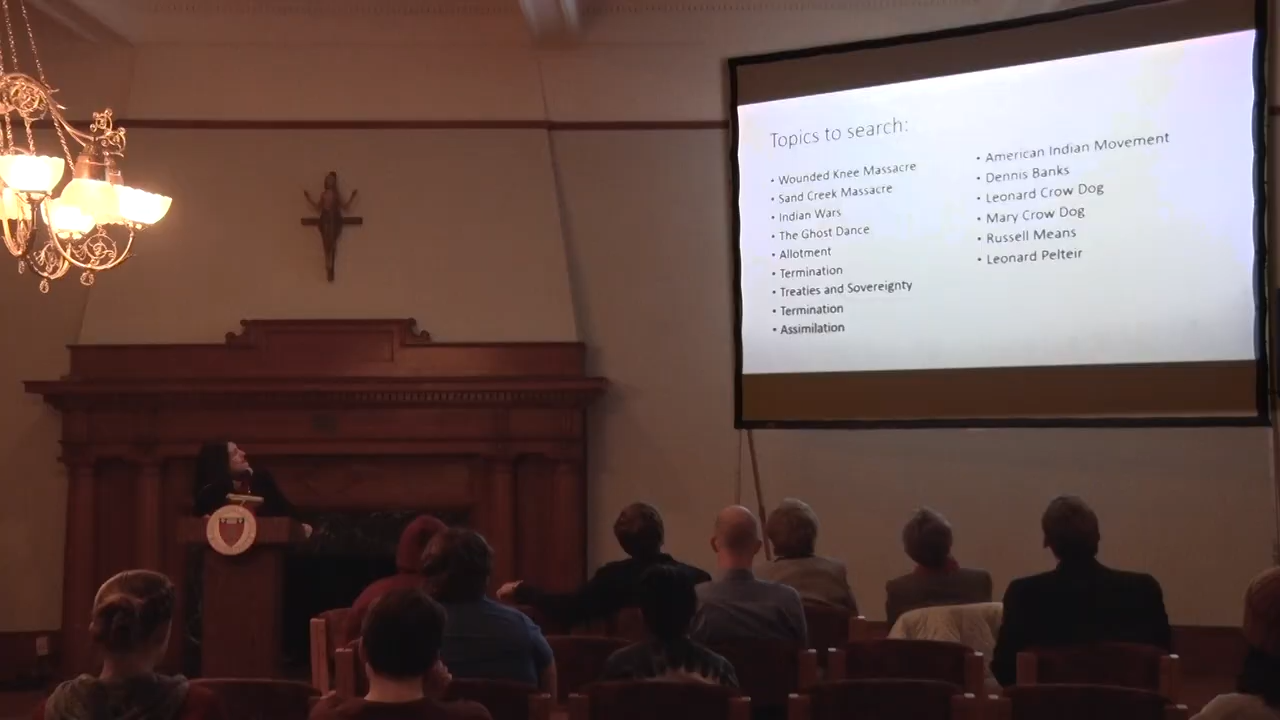 Topics to search:
• Wounded Knee Massacre
• Sand Creek Massacre
• Indian Wars
• The Ghost Dance
• Allotment
• Termination
• Treaties and Sovereignty
• Termination
• Assimilation
• American Indian Movement
• Dennis Banks
• Leonard Crow Dog
• Mary Crow Dog
• Russell Means
• Leonard Pelteir